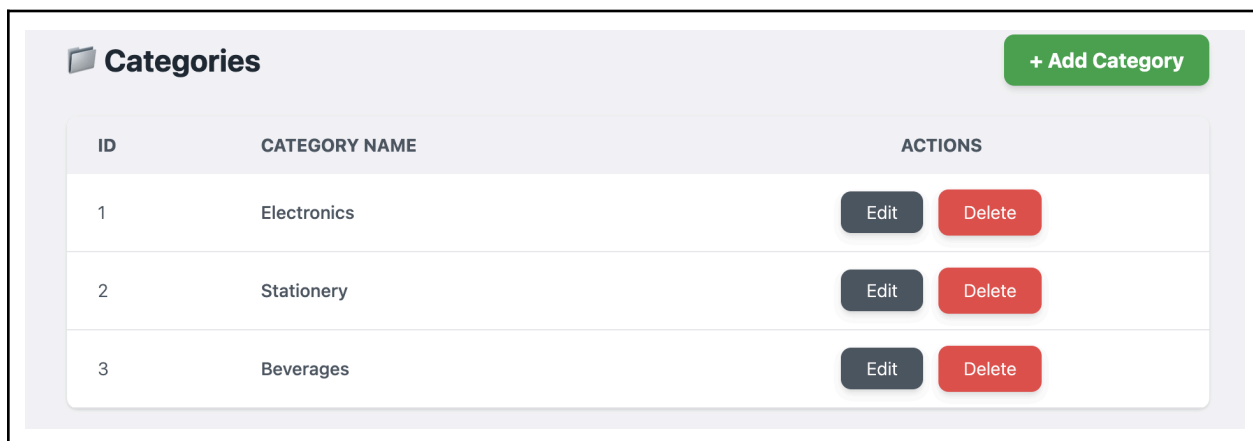 Categories
+ Add Category
ID CATEGORY NAME ACTIONS
1 Electronics Edit Delete
2 Stationery Edit Delete
3 Beverages Edit Delete